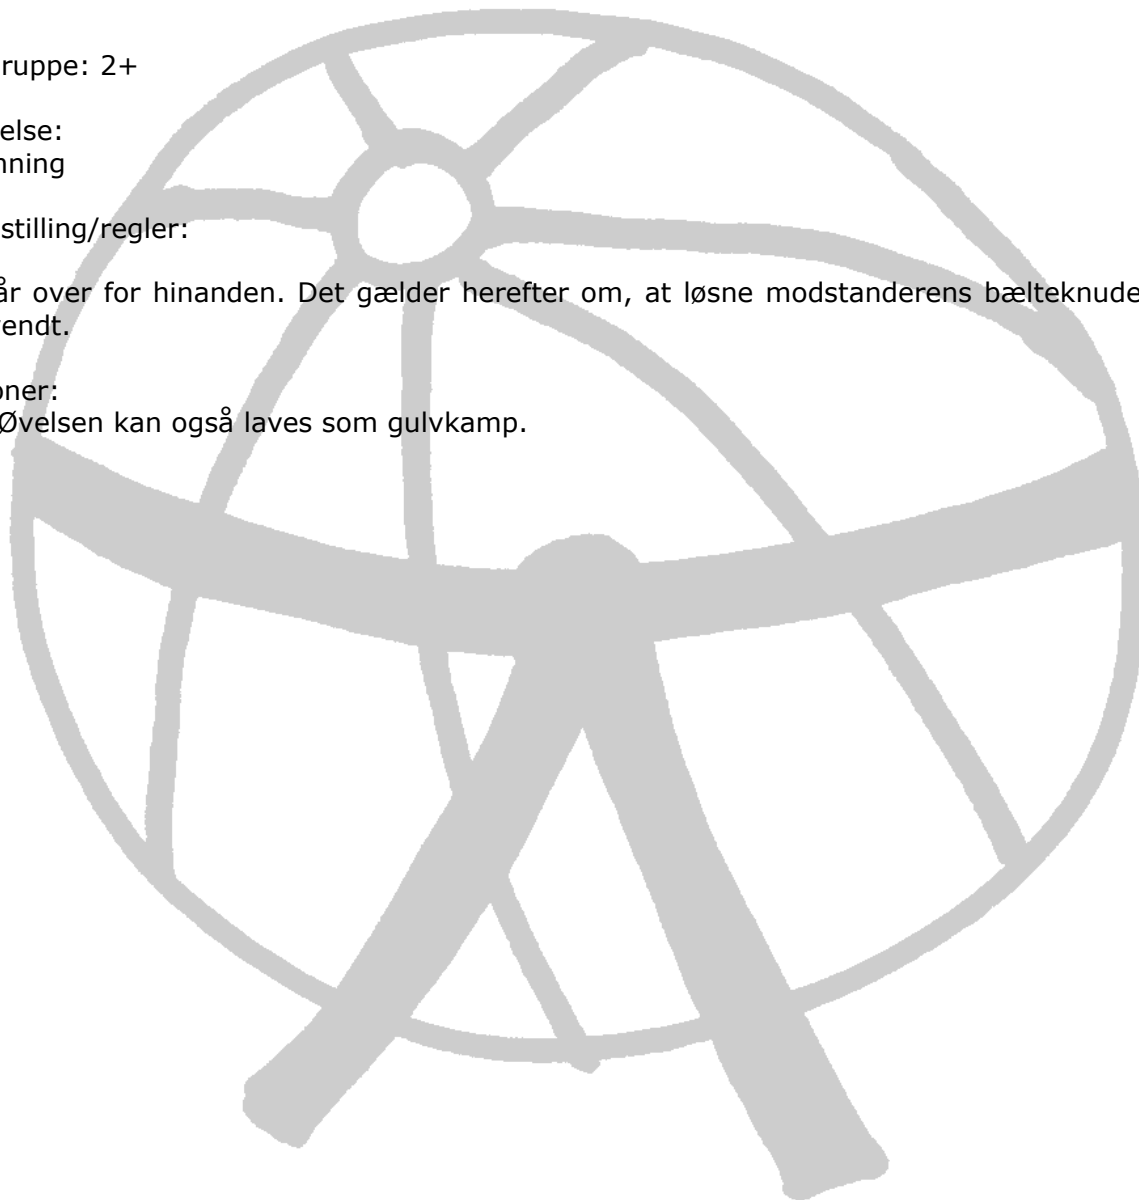 ruppe: 2+
else:
nning
stilling/regler:
år over for hinanden. Det gælder herefter om, at løsne modstanderens bælteknude
endt.
oner:
Øvelsen kan også laves som gulvkamp.